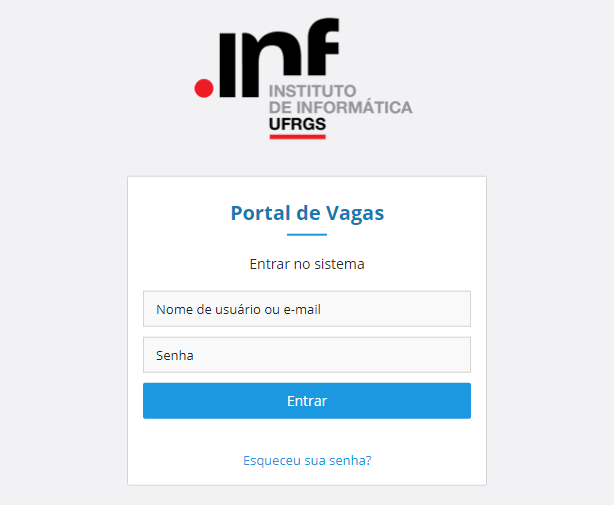 .inf
INSTITUTO
DE INFORMÁTICA
UFRGS
Portal de Vagas
Entrar no sistema
Nome de usuário ou e-mail
Senha
Entrar
Esqueceu sua senha?